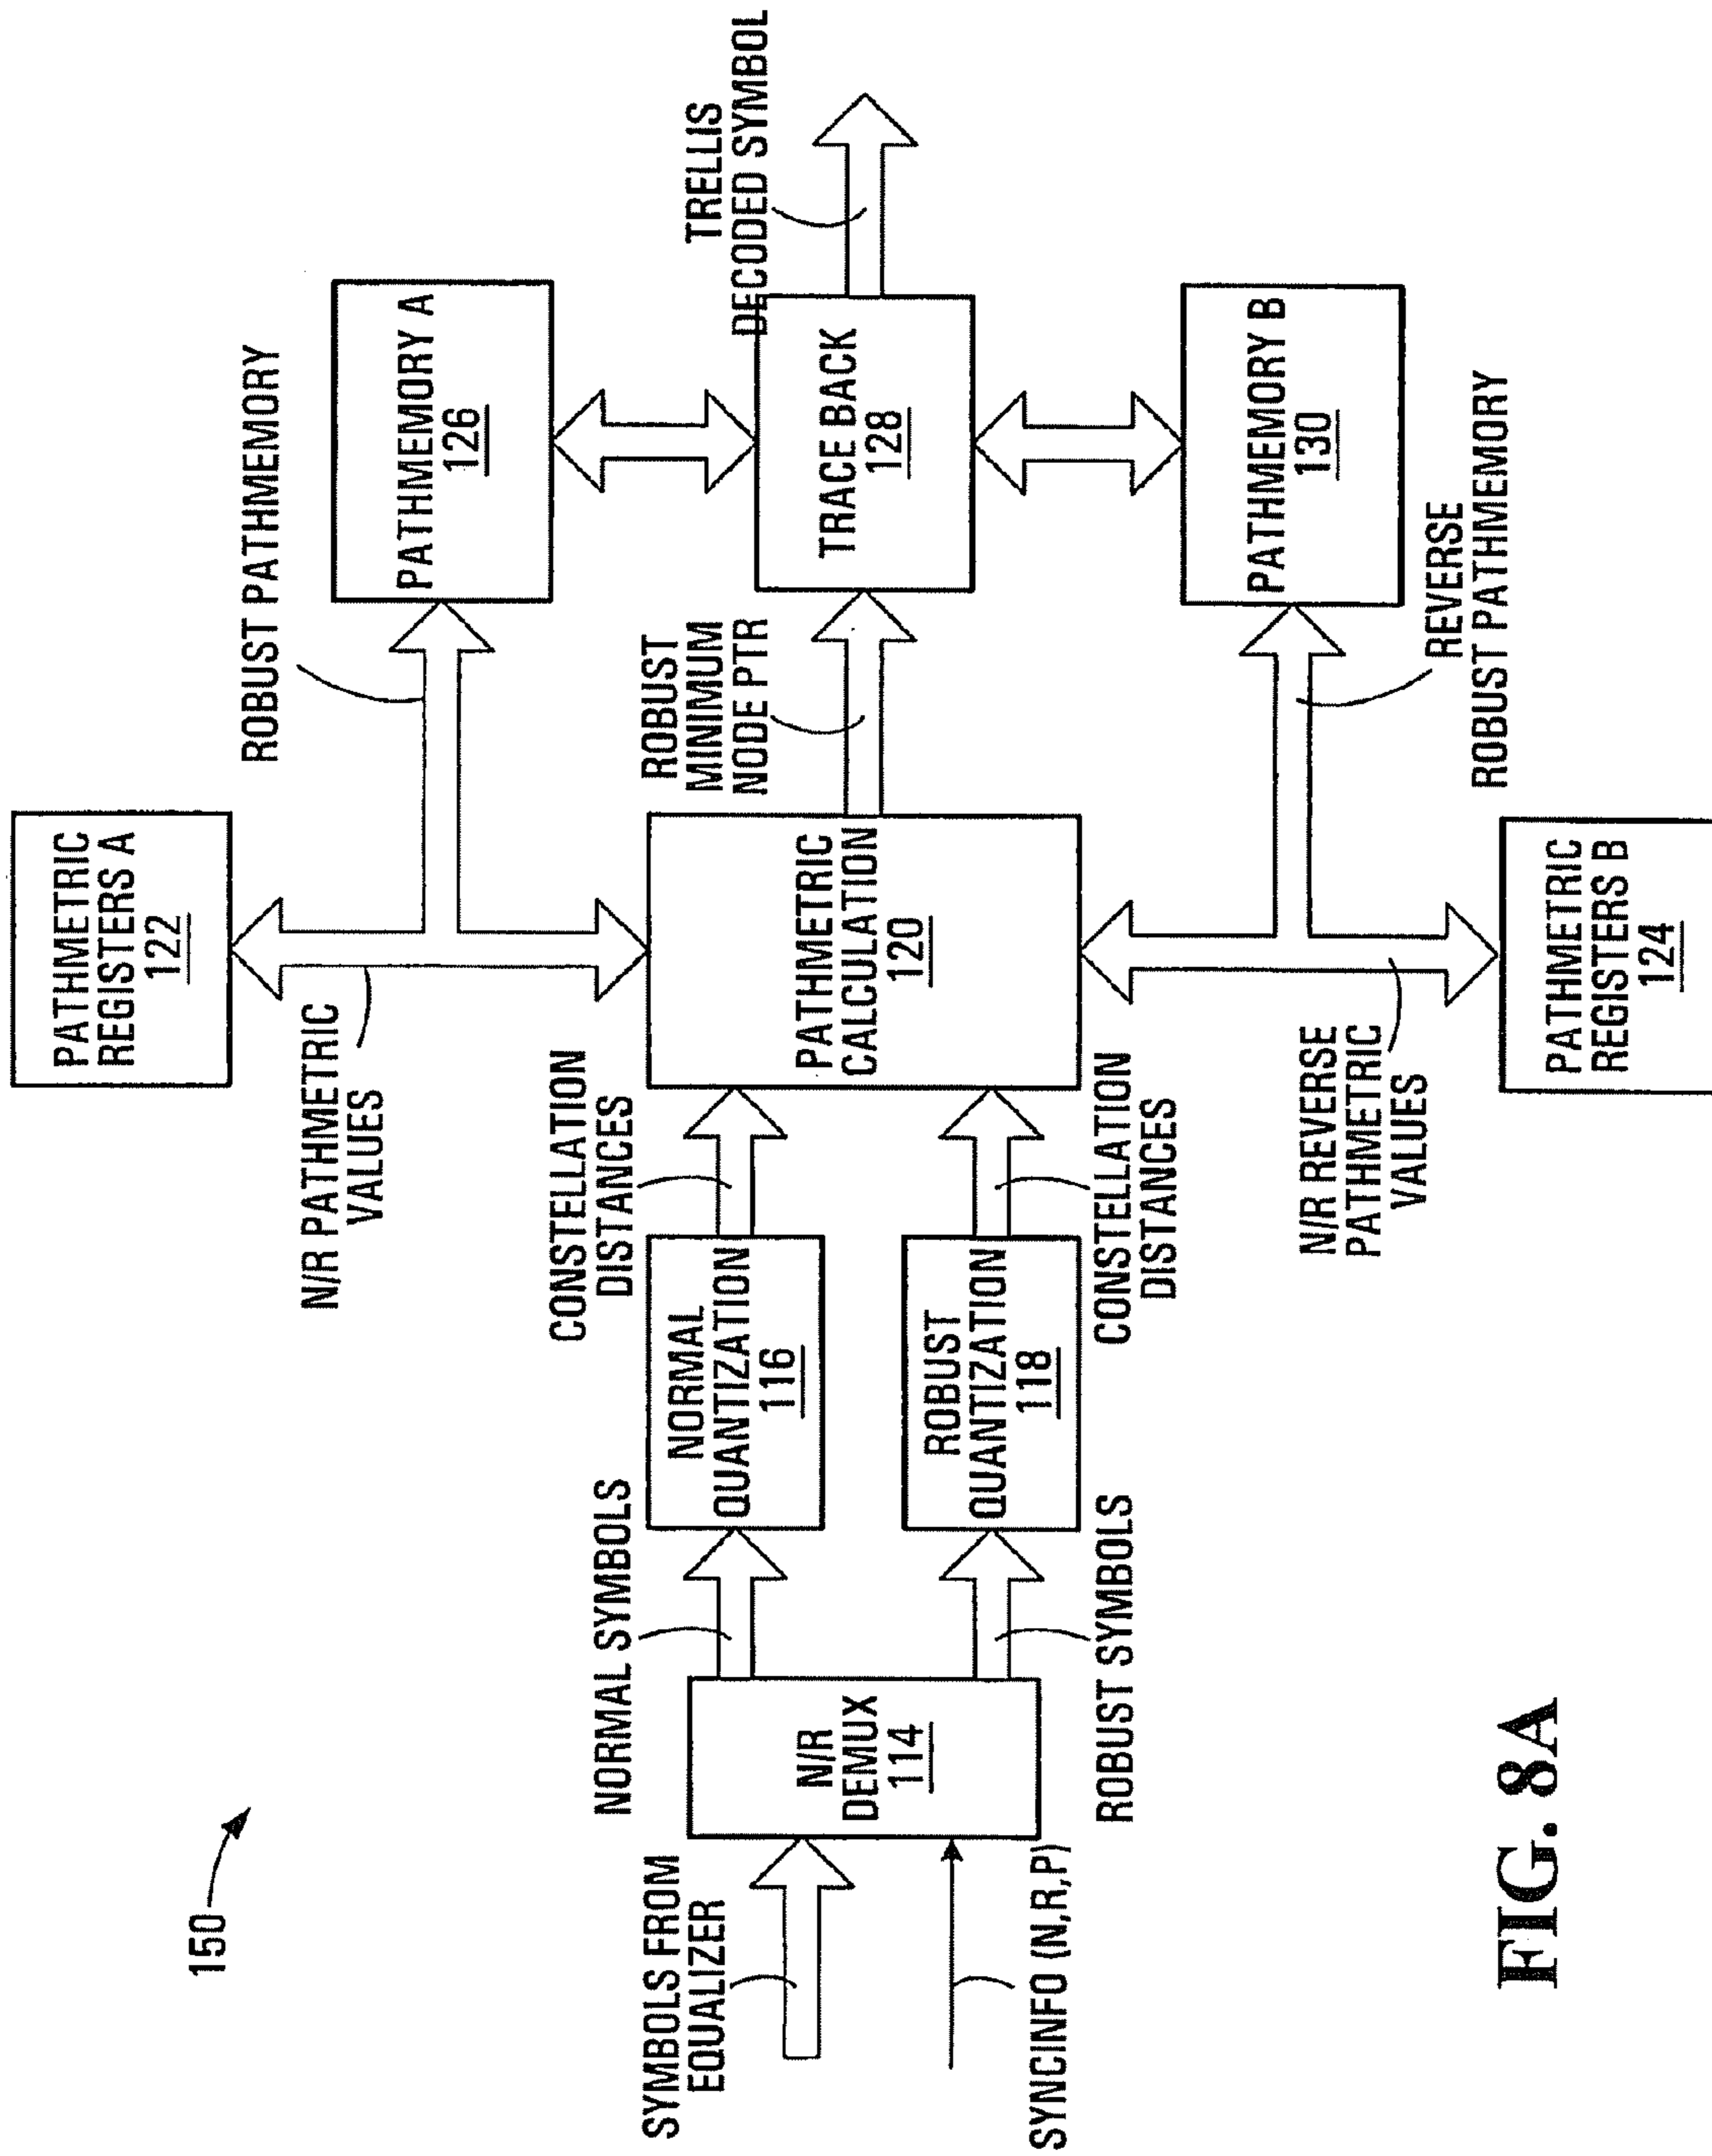 150
SYMBOLS FROM
EQUALIZER
SYNCINFO (N,R,P)
N/R
DEMUX
114
NORMAL SYMBOLS
ROBUST SYMBOLS
NORMAL
QUANTIZATION
116
ROBUST
QUANTIZATION
118
CONSTELLATION
DISTANCES
CONSTELLATION
DISTANCES
PATHMETRIC
REGISTERS A
122
N/R PATHMETRIC
VALUES
PATHMETRIC
CALCULATION
120
N/R REVERSE
PATHMETRIC
VALUES
PATHMETRIC
REGISTERS B
124
ROBUST PATHMEMORY
ROBUST
MINIMUM
NODE PTR
REVERSE
ROBUST PATHMEMORY
PATHMEMORY A
126
TRACE BACK
128
PATHMEMORY B
130
TRELLIS
DECODED SYMBOL
FIG. 8A